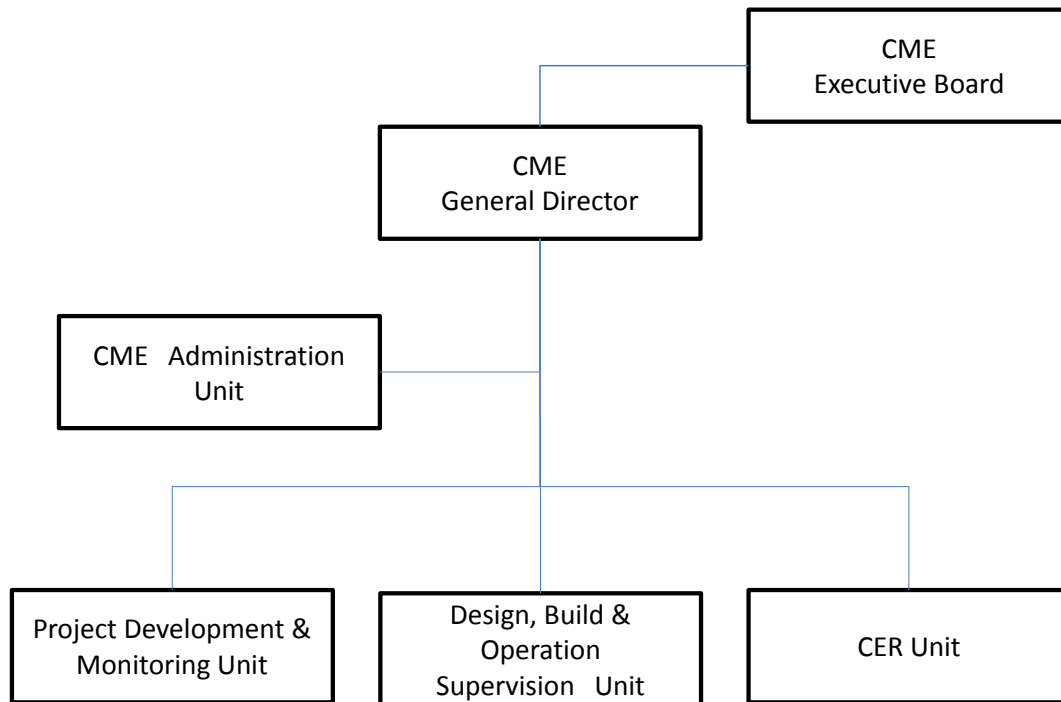 CME
Executive Board
CME
General Director
CME Administration
Unit
Project Development &
Monitoring Unit
Design, Build &
Operation
Supervision Unit
CER Unit